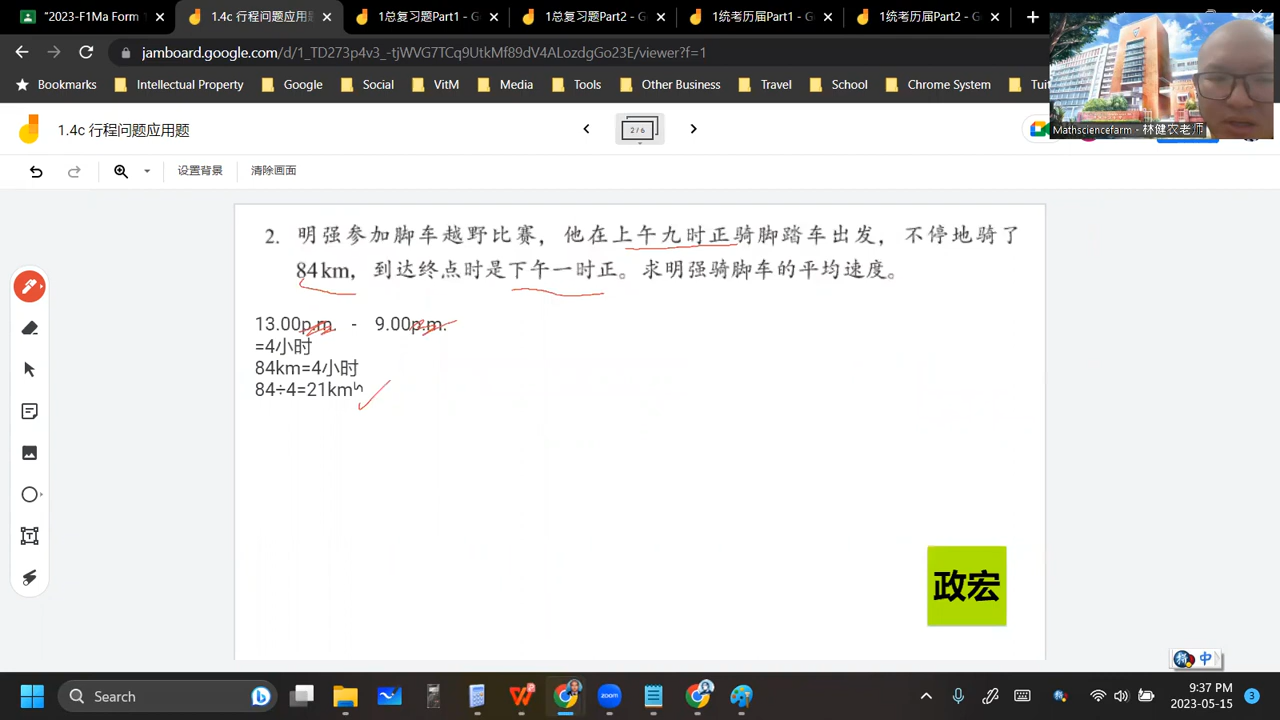 "2023-F1Ma Form
1.4c 行程问题应用题
1总复习题Part1 - G
1总复习题Part2 - G
1统考历届Part1 - G
1统考历届Part2 - G
jamboard.google.com/d/1
/viewer?f=1
Bookmarks
Intellectual Property
Google
I-Chi
VitM
Media
Tools
Other Business
Travel
School
Chrome System
Mathsciencefarm - 林健农老师
1.4c 行程问题应用题
2/6
设置背景
清除画面
2. 明强参加脚车越野比赛，他在上午九时正骑脚踏车出发，不停地骑了
84km，到达终点时是下午一时正。求明强骑脚车的平均速度。
13.00p.m. - 9.00p.m.
=4小时
84km=4小时
84÷4=21km
政宏
中
Search
zoom
9:37 PM
2023-05-15
3